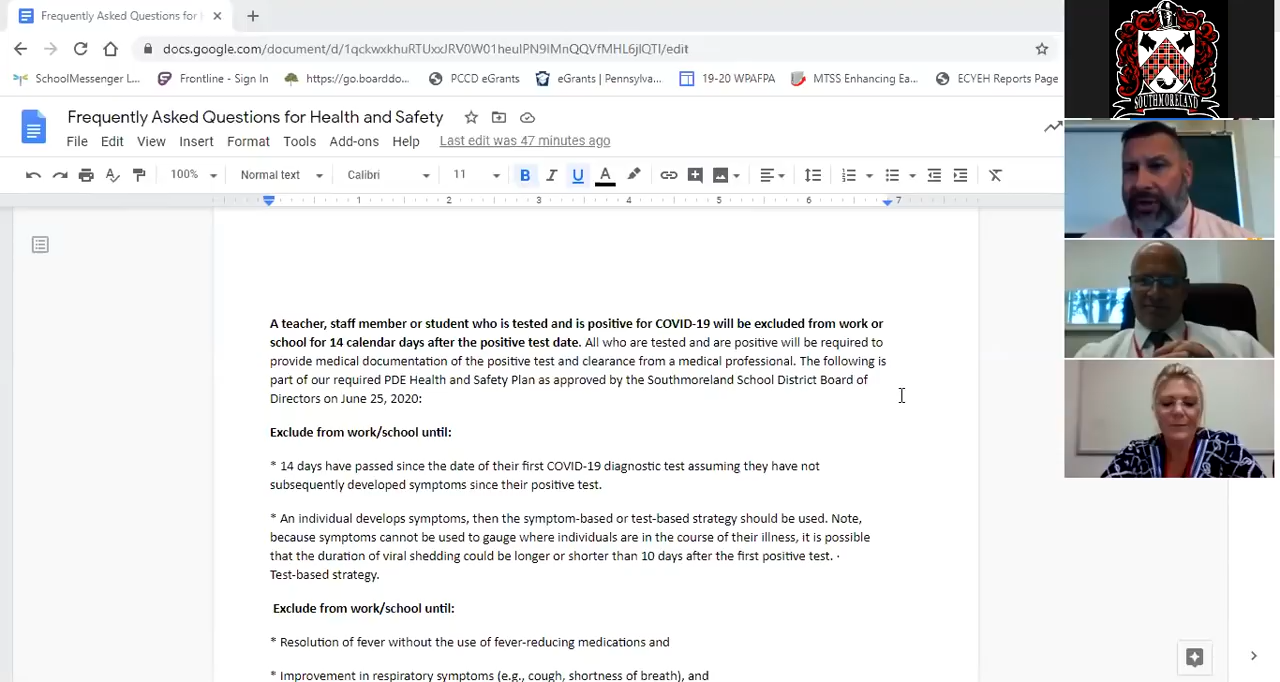 Frequently Asked Questions for
docs.google.com/document/d/1qckwxkhuRTUxxJRV0W01heuIPN9IMnQQVfMHL6jIQTI/edit
SchoolMessenger L...
Frontline - Sign In
https://go.boarddo...
PCCD eGrants
eGrants | Pennsylva...
19-20 WPAFPA
MTSS Enhancing Ea...
ECYEH Reports Page
SOUTHMORELAND
Frequently Asked Questions for Health and Safety
File Edit View Insert Format Tools Add-ons Help Last edit was 47 minutes ago
100% Normal text Calibri 11 B I U A
1 2 3 4 5 6 7
A teacher, staff member or student who is tested and is positive for COVID-19 will be excluded from work or
school for 14 calendar days after the positive test date. All who are tested and are positive will be required to
provide medical documentation of the positive test and clearance from a medical professional. The following is
part of our required PDE Health and Safety Plan as approved by the Southmoreland School District Board of
Directors on June 25, 2020:
Exclude from work/school until:
* 14 days have passed since the date of their first COVID-19 diagnostic test assuming they have not
subsequently developed symptoms since their positive test.
* An individual develops symptoms, then the symptom-based or test-based strategy should be used. Note,
because symptoms cannot be used to gauge where individuals are in the course of their illness, it is possible
that the duration of viral shedding could be longer or shorter than 10 days after the first positive test. ·
Test-based strategy.
Exclude from work/school until:
* Resolution of fever without the use of fever-reducing medications and
* Improvement in respiratory symptoms (e.g., cough, shortness of breath), and